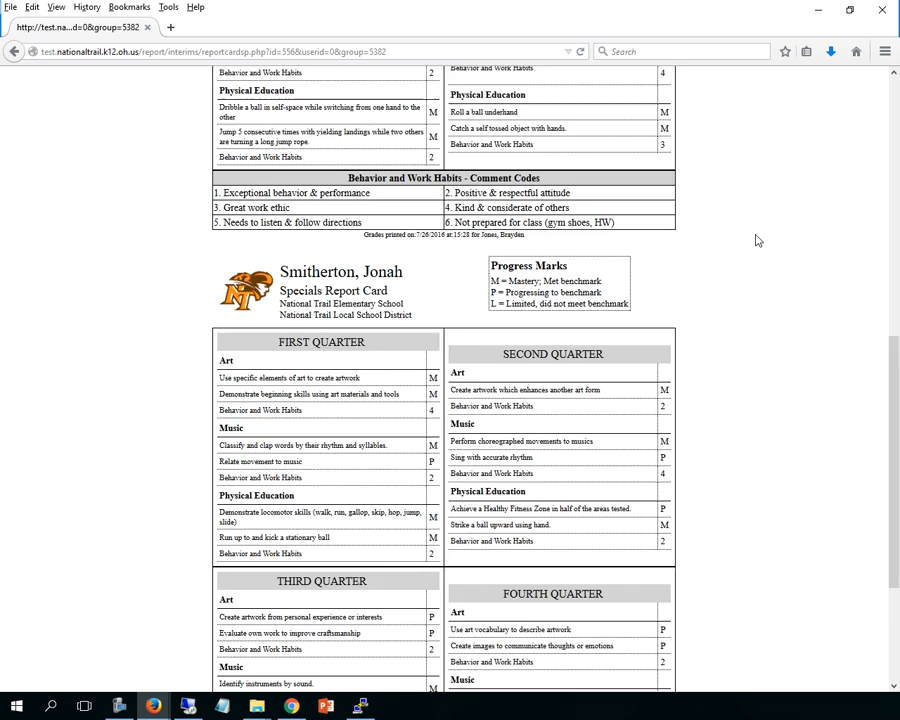 File Edit View History Bookmarks Tools Help
http://test.na...d=0&group=5382
test.nationaltrail.k12.oh.us/report/interims/reportcardsp.php?id=556&userid=0&group=5382
Search
Behavior and Work Habits 2
Physical Education
Dribble a ball in self-space while switching from one hand to the
other M
Jump 5 consecutive times with yielding landings while two others
are turning a long jump rope. M
Behavior and Work Habits 2
Behavior and Work Habits 4
Physical Education
Roll a ball underhand M
Catch a self tossed object with hands. M
Behavior and Work Habits 3
Behavior and Work Habits - Comment Codes
1. Exceptional behavior & performance 2. Positive & respectful attitude
3. Great work ethic 4. Kind & considerate of others
5. Needs to listen & follow directions 6. Not prepared for class (gym shoes, HW)
Grades printed on:7/26/2016 at:15:28 for Jones, Brayden
NT
Smitherton, Jonah
Specials Report Card
National Trail Elementary School
National Trail Local School District
Progress Marks
M = Mastery; Met benchmark
P = Progressing to benchmark
L = Limited, did not meet benchmark
FIRST QUARTER
Art
Use specific elements of art to create artwork M
Demonstrate beginning skills using art materials and tools M
Behavior and Work Habits 4
Music
Classify and clap words by their rhythm and syllables. M
Relate movement to music P
Behavior and Work Habits 2
Physical Education
Demonstrate locomotor skills (walk, run, gallop, skip, hop, jump,
slide) M
Run up to and kick a stationary ball M
Behavior and Work Habits 2
SECOND QUARTER
Art
Create artwork which enhances another art form M
Behavior and Work Habits 2
Music
Perform choreographed movements to musics M
Sing with accurate rhythm P
Behavior and Work Habits 4
Physical Education
Achieve a Healthy Fitness Zone in half of the areas tested. P
Strike a ball upward using hand. M
Behavior and Work Habits 2
THIRD QUARTER
Art
Create artwork from personal experience or interests P
Evaluate own work to improve craftsmanship P
Behavior and Work Habits 2
Music
Identify instruments by sound. M
FOURTH QUARTER
Art
Use art vocabulary to describe artwork P
Create images to communicate thoughts or emotions P
Behavior and Work Habits 2
Music